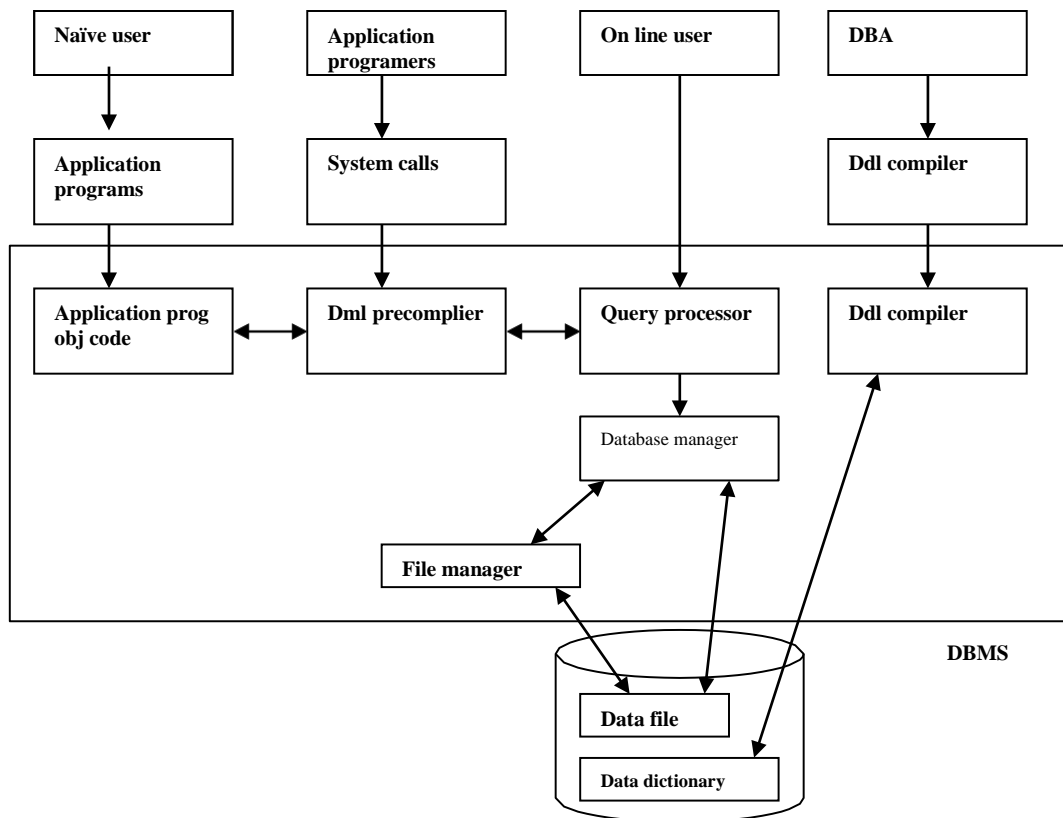 Naïve user
Application
programers
On line user
DBA
Application
programs
System calls
Ddl compiler
Application prog
obj code
Dml precomplier
Query processor
Ddl compiler
Database manager
File manager
DBMS
Data file
Data dictionary